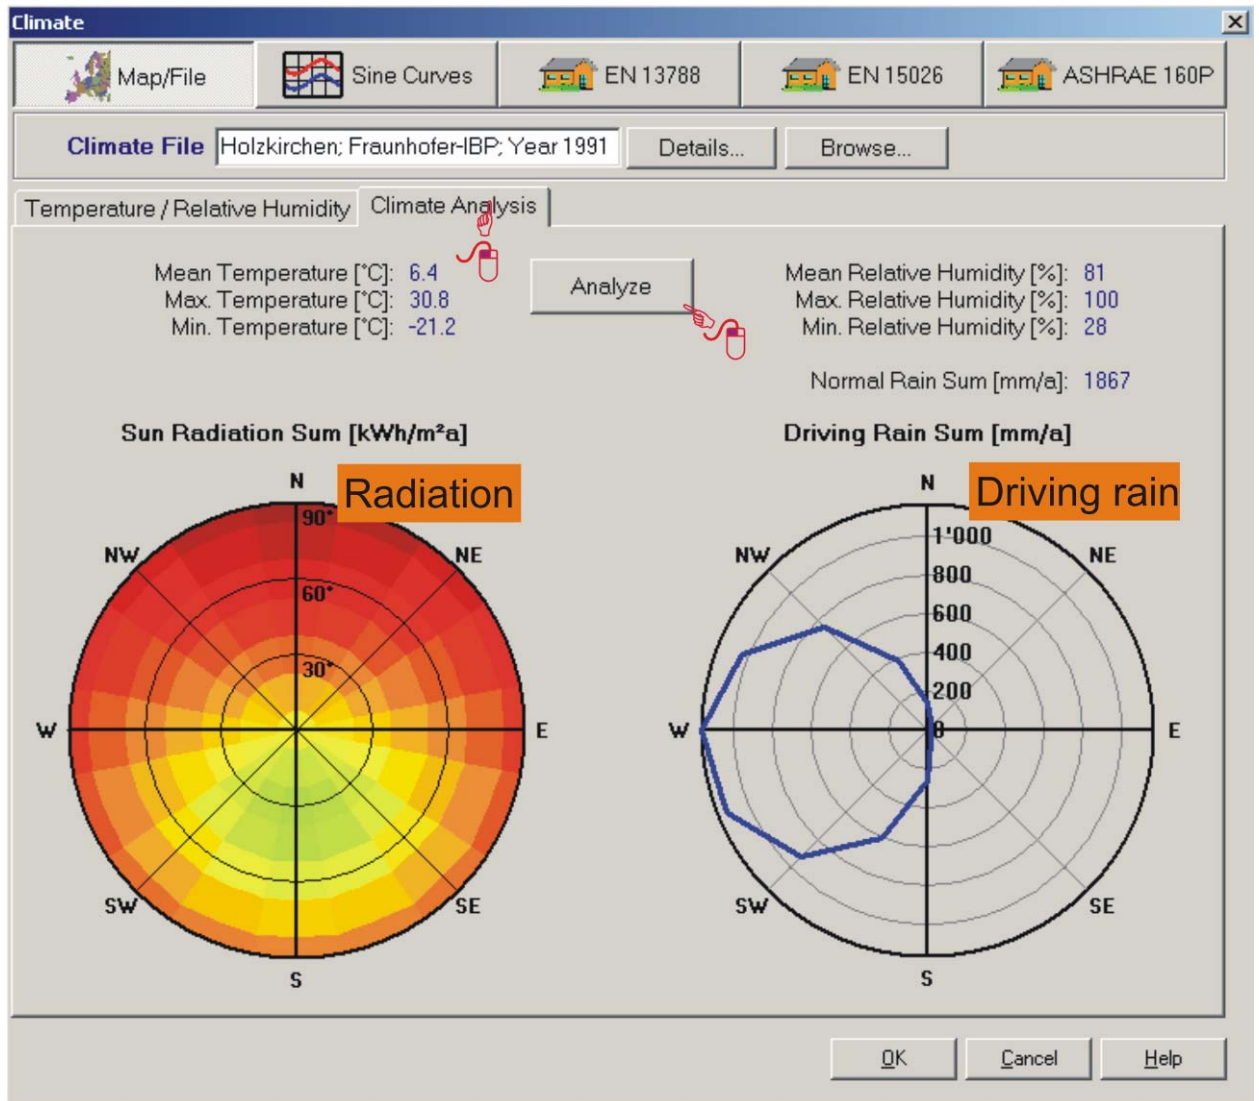 Climate
Map/File Sine Curves EN 13788 EN 15026 ASHRAE 160P
Climate File Holzkirchen; Fraunhofer-IBP; Year 1991 Details... Browse...
Temperature / Relative Humidity Climate Analysis
Mean Temperature [°C]: 6.4
Max. Temperature [°C]: 30.8
Min. Temperature [°C]: -21.2
Analyze
Mean Relative Humidity [%]: 81
Max. Relative Humidity [%]: 100
Min. Relative Humidity [%]: 28
Normal Rain Sum [mm/a]: 1867
Sun Radiation Sum [kWh/m²a]
Radiation
N
90°
NW NE
60°
30°
W E
SW SE
S
Driving Rain Sum [mm/a]
Driving rain
N
1'000
NW NE
800
600
400
200
W 0 E
SW SE
S
OK Cancel Help